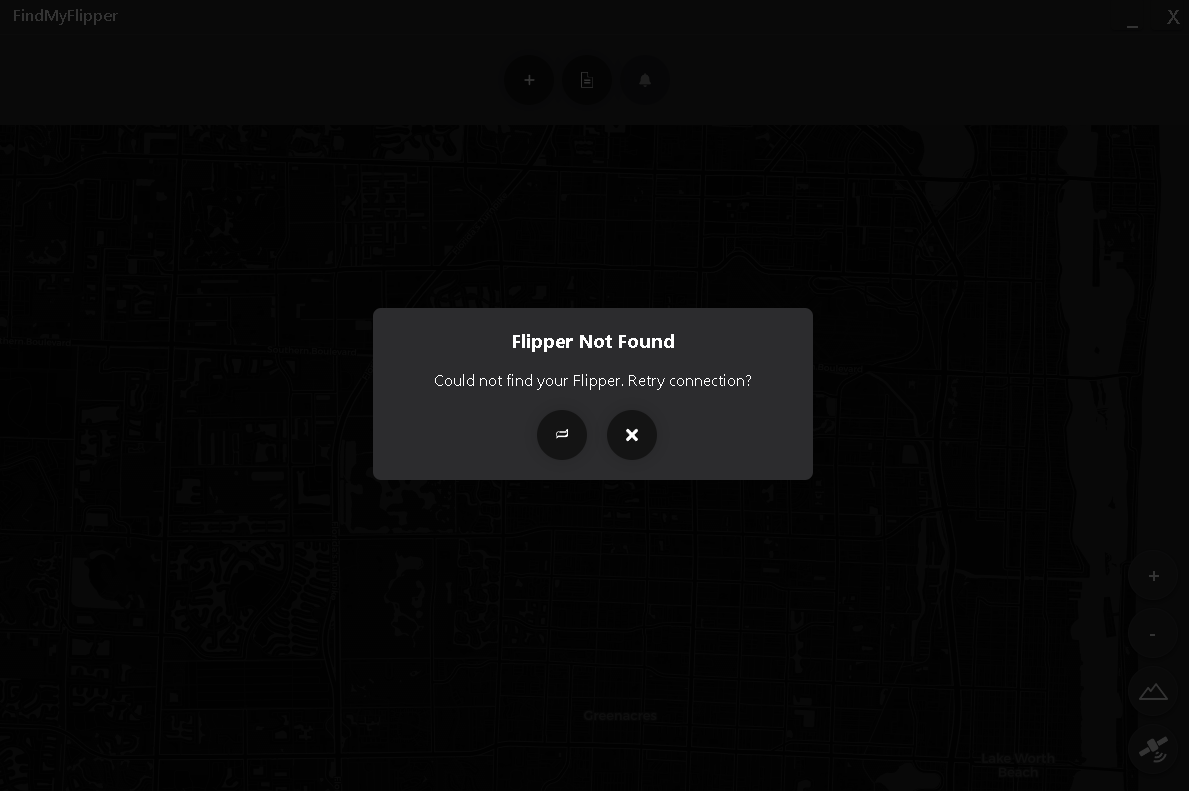 FindMyFlipper
_ X
+
Flipper Not Found
Could not find your Flipper. Retry connection?
+
-
Greenacres
Lake Worth
Beach